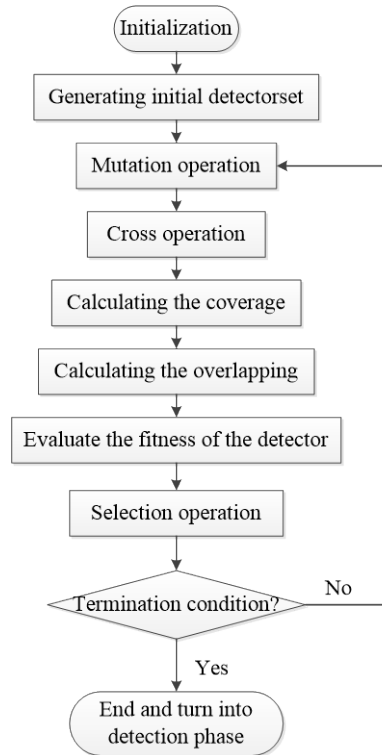 Initialization
Generating initial detectorset
Mutation operation
Cross operation
Calculating the coverage
Calculating the overlapping
Evaluate the fitness of the detector
Selection operation
Termination condition?
No
Yes
End and turn into
detection phase